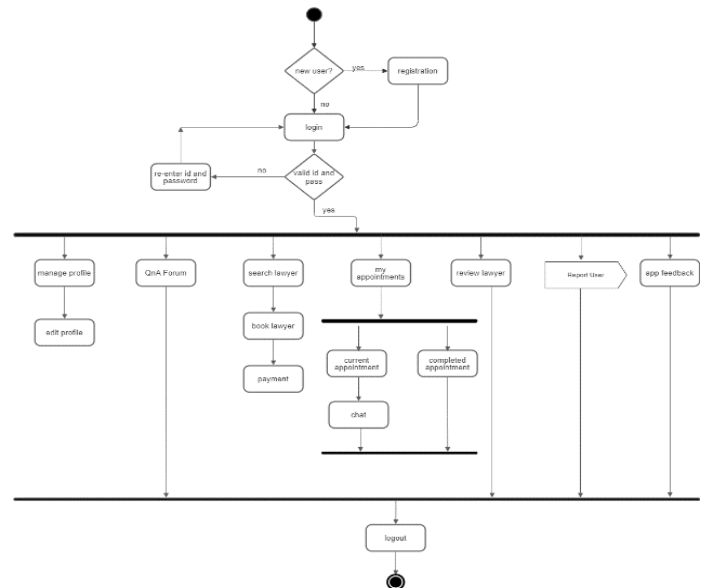 new user?
yes
registration
no
login
re-enter id and
password
no
valid id and
pass
yes
manage profile
QnA Forum
search lawyer
my
appointments
review lawyer
Report User
app feedback
edit profile
book lawyer
current
appointment
completed
appointment
payment
chat
logout